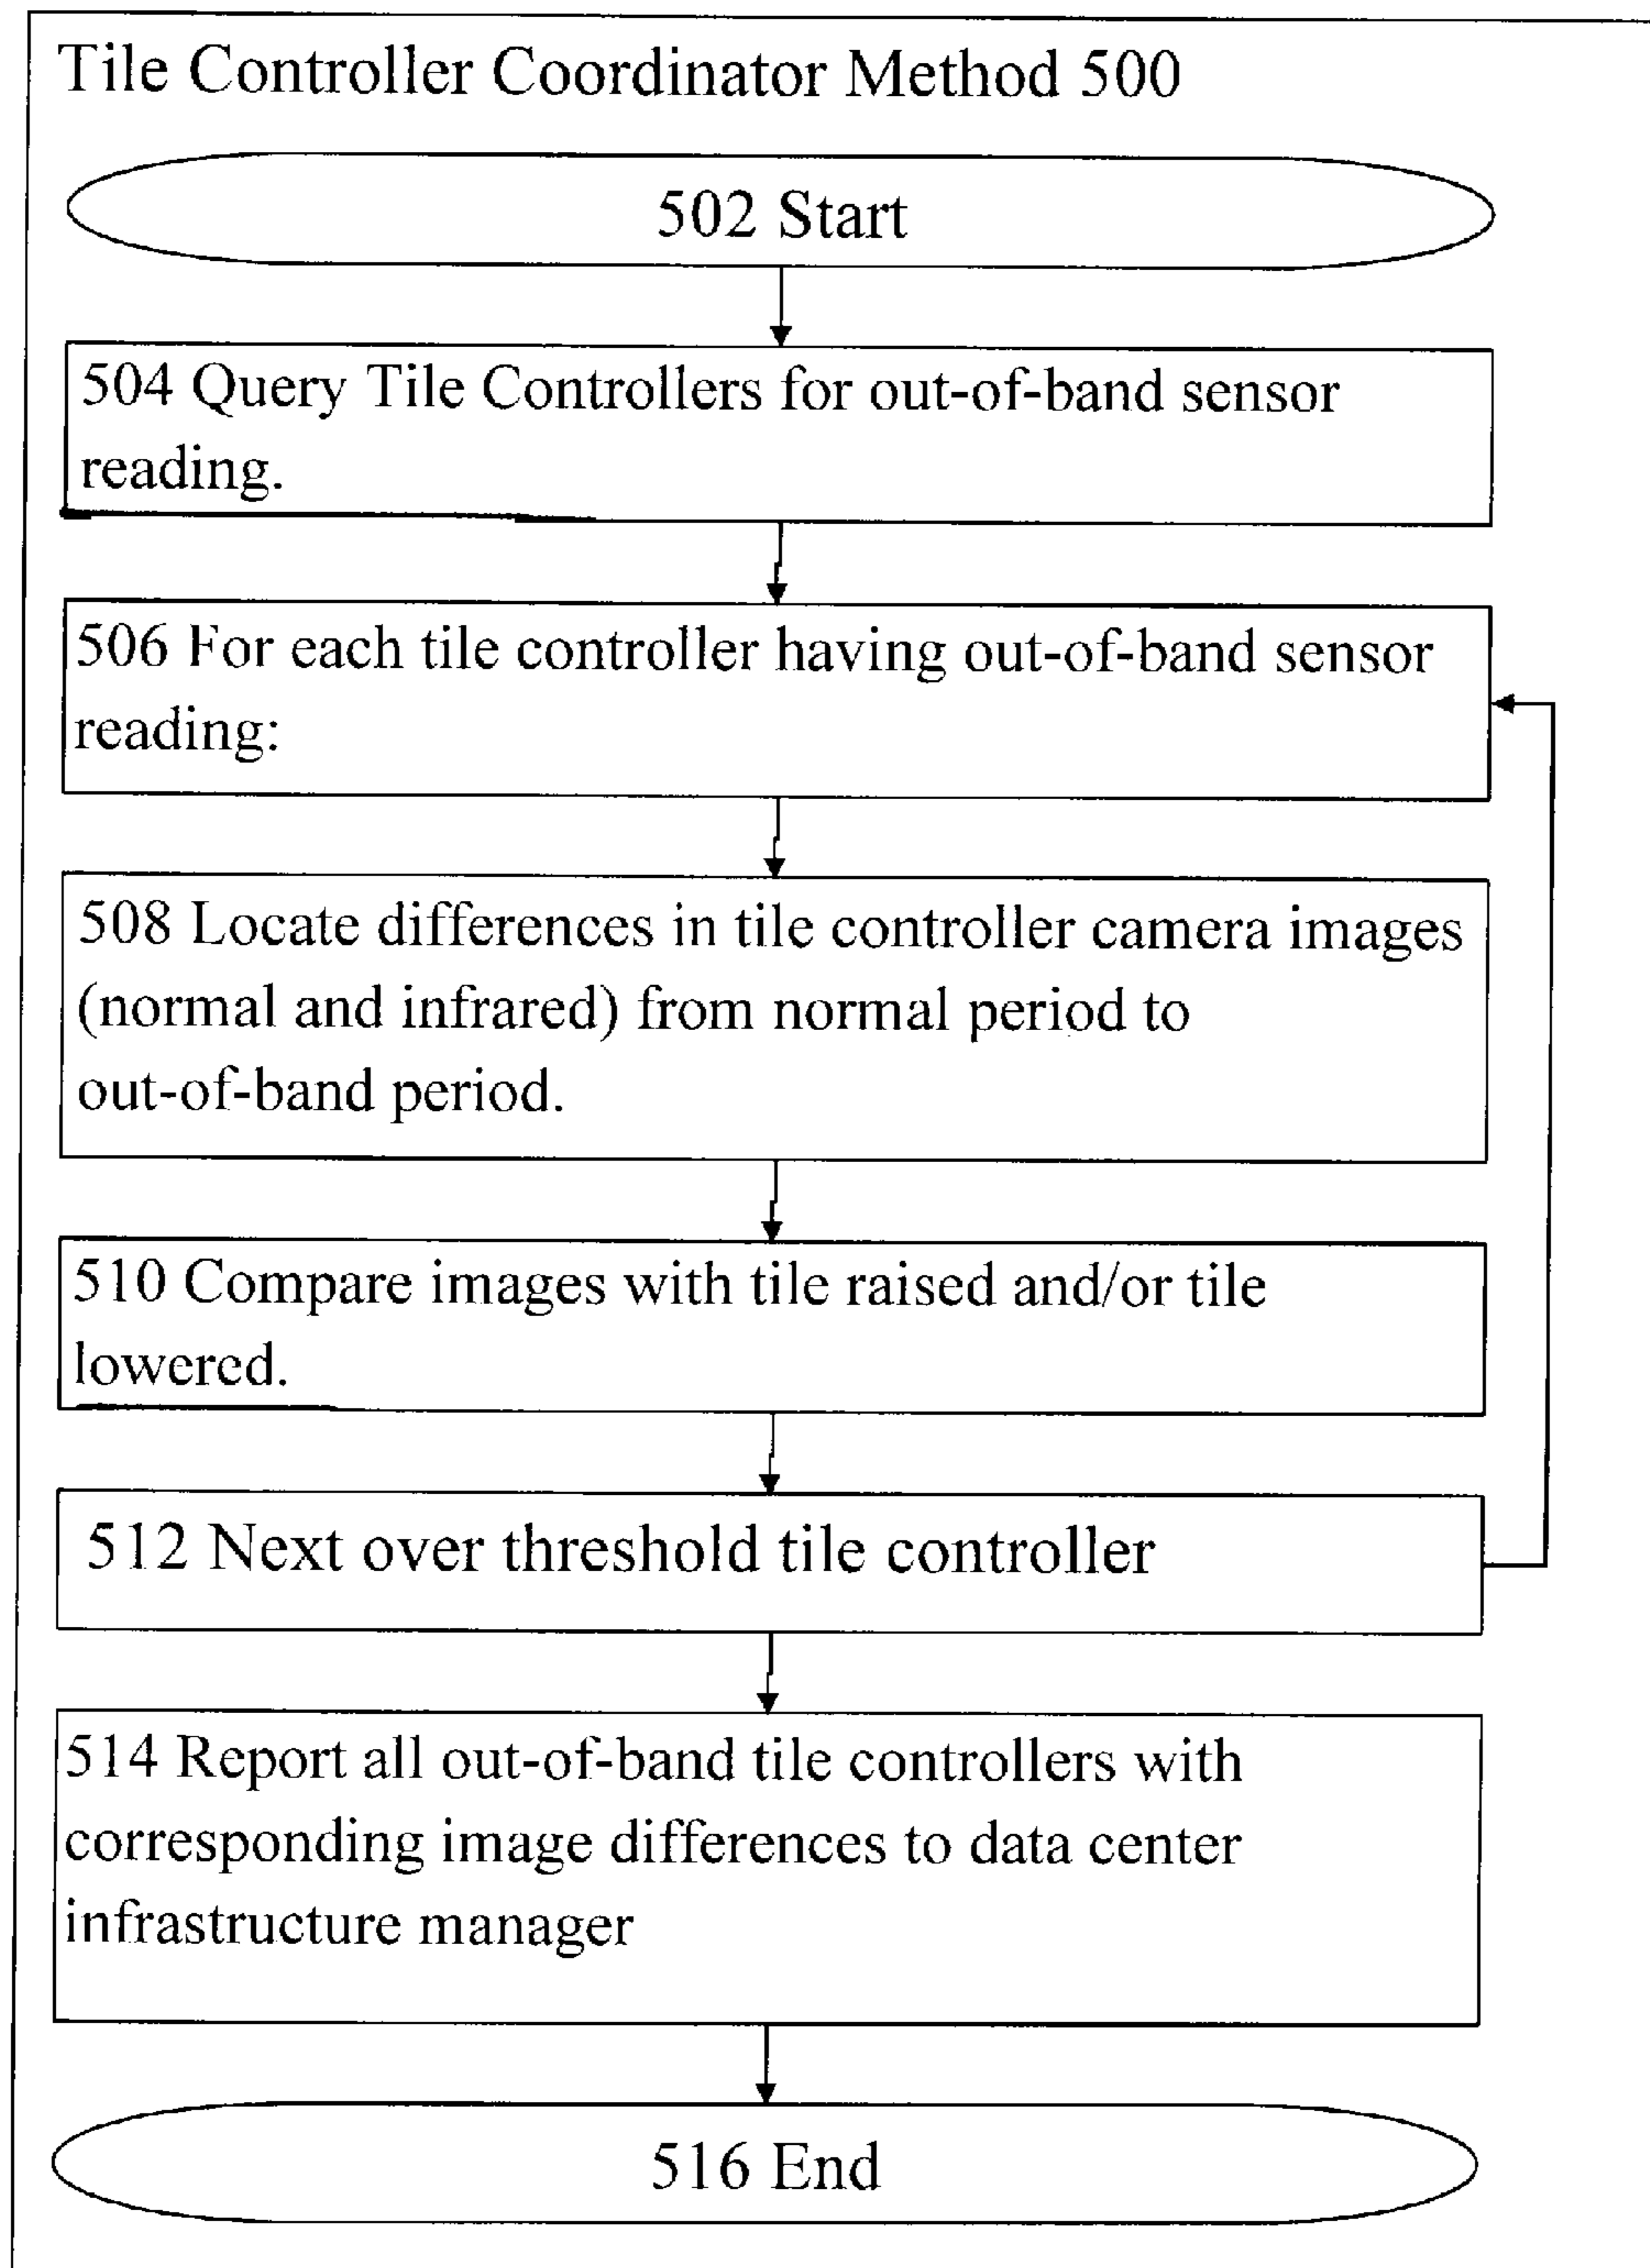 Tile Controller Coordinator Method 500
502 Start
504 Query Tile Controllers for out-of-band sensor
reading.
506 For each tile controller having out-of-band sensor
reading:
508 Locate differences in tile controller camera images
(normal and infrared) from normal period to
out-of-band period.
510 Compare images with tile raised and/or tile
lowered.
512 Next over threshold tile controller
514 Report all out-of-band tile controllers with
corresponding image differences to data center
infrastructure manager
516 End